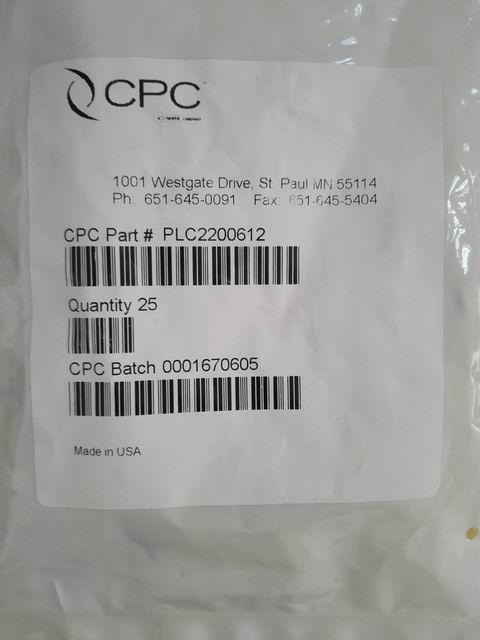 CPC
1001 Westgate Drive, St. Paul MN 55114
Ph: 651-645-0091 Fax: 651-645-5404
CPC Part # PLC2200612
Quantity 25
CPC Batch 0001670605
Made in USA